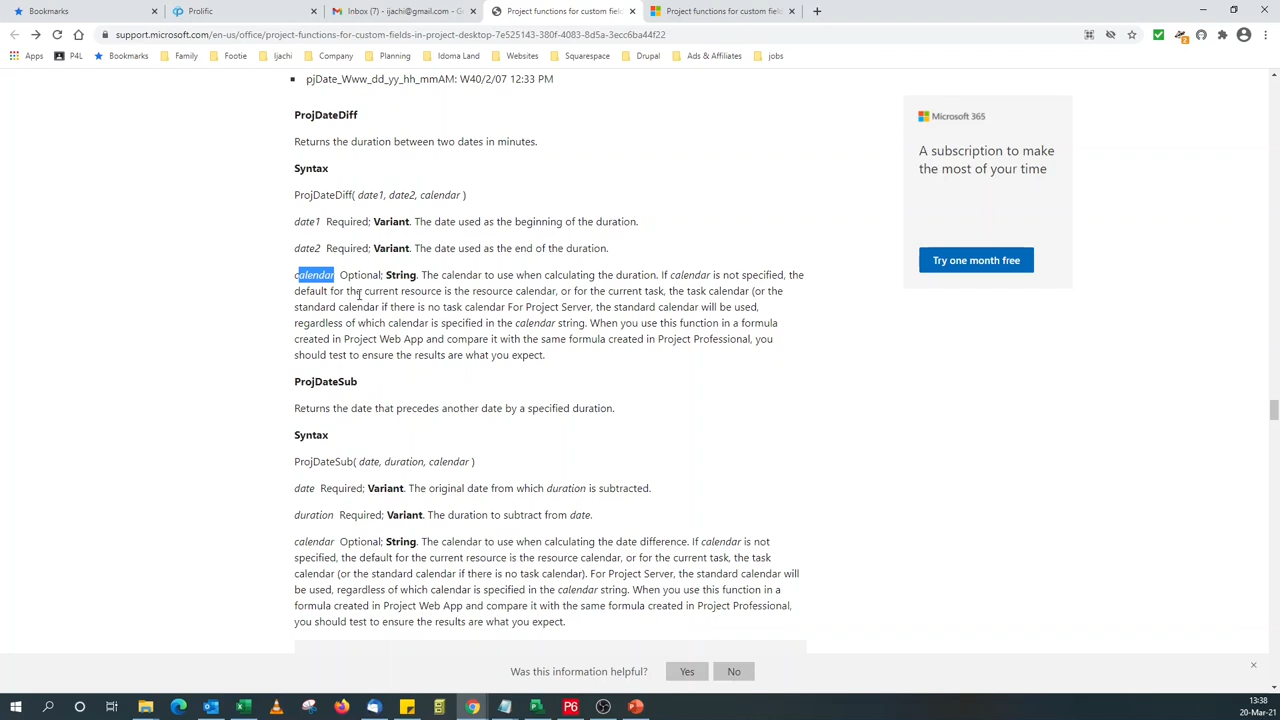 Bookmarks
Prolific
Inbox (7) - ijachi@gmail.com - G
Project functions for custom fiel
Project functions for custom fiel
support.microsoft.com/en-us/office/project-functions-for-custom-fields-in-project-desktop-7e525143-380f-4083-8d5a-3ecc6ba44f22
Apps P4L Bookmarks Family Footie Ijachi Company Planning Idoma Land Websites Squarespace Drupal Ads & Affiliates jobs
pjDate_Www_dd_yy_hh_mmAM: W40/2/07 12:33 PM
ProjDateDiff
Returns the duration between two dates in minutes.
Syntax
ProjDateDiff( date1, date2, calendar )
date1 Required; Variant. The date used as the beginning of the duration.
date2 Required; Variant. The date used as the end of the duration.
calendar Optional; String. The calendar to use when calculating the duration. If calendar is not specified, the
default for the current resource is the resource calendar, or for the current task, the task calendar (or the
standard calendar if there is no task calendar For Project Server, the standard calendar will be used,
regardless of which calendar is specified in the calendar string. When you use this function in a formula
created in Project Web App and compare it with the same formula created in Project Professional, you
should test to ensure the results are what you expect.
ProjDateSub
Returns the date that precedes another date by a specified duration.
Syntax
ProjDateSub( date, duration, calendar )
date Required; Variant. The original date from which duration is subtracted.
duration Required; Variant. The duration to subtract from date.
calendar Optional; String. The calendar to use when calculating the date difference. If calendar is not
specified, the default for the current resource is the resource calendar, or for the current task, the task
calendar (or the standard calendar if there is no task calendar). For Project Server, the standard calendar will
be used, regardless of which calendar is specified in the calendar string. When you use this function in a
formula created in Project Web App and compare it with the same formula created in Project Professional,
you should test to ensure the results are what you expect.
Microsoft 365
A subscription to make
the most of your time
Try one month free
Was this information helpful? Yes No
P6
13:38
20-Mar-21